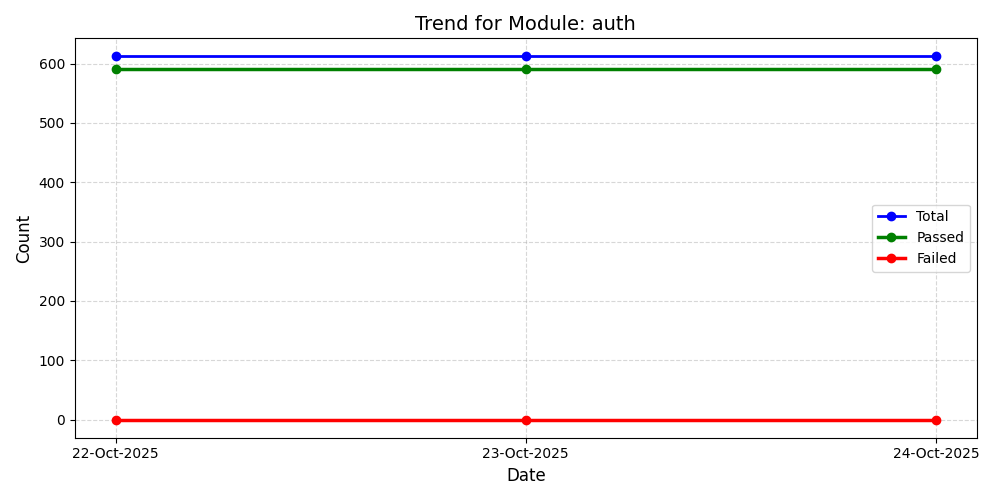 Trend for Module: auth
600
500
400
300
200
100
0
Count
Total
Passed
Failed
22-Oct-2025
23-Oct-2025
24-Oct-2025
Date